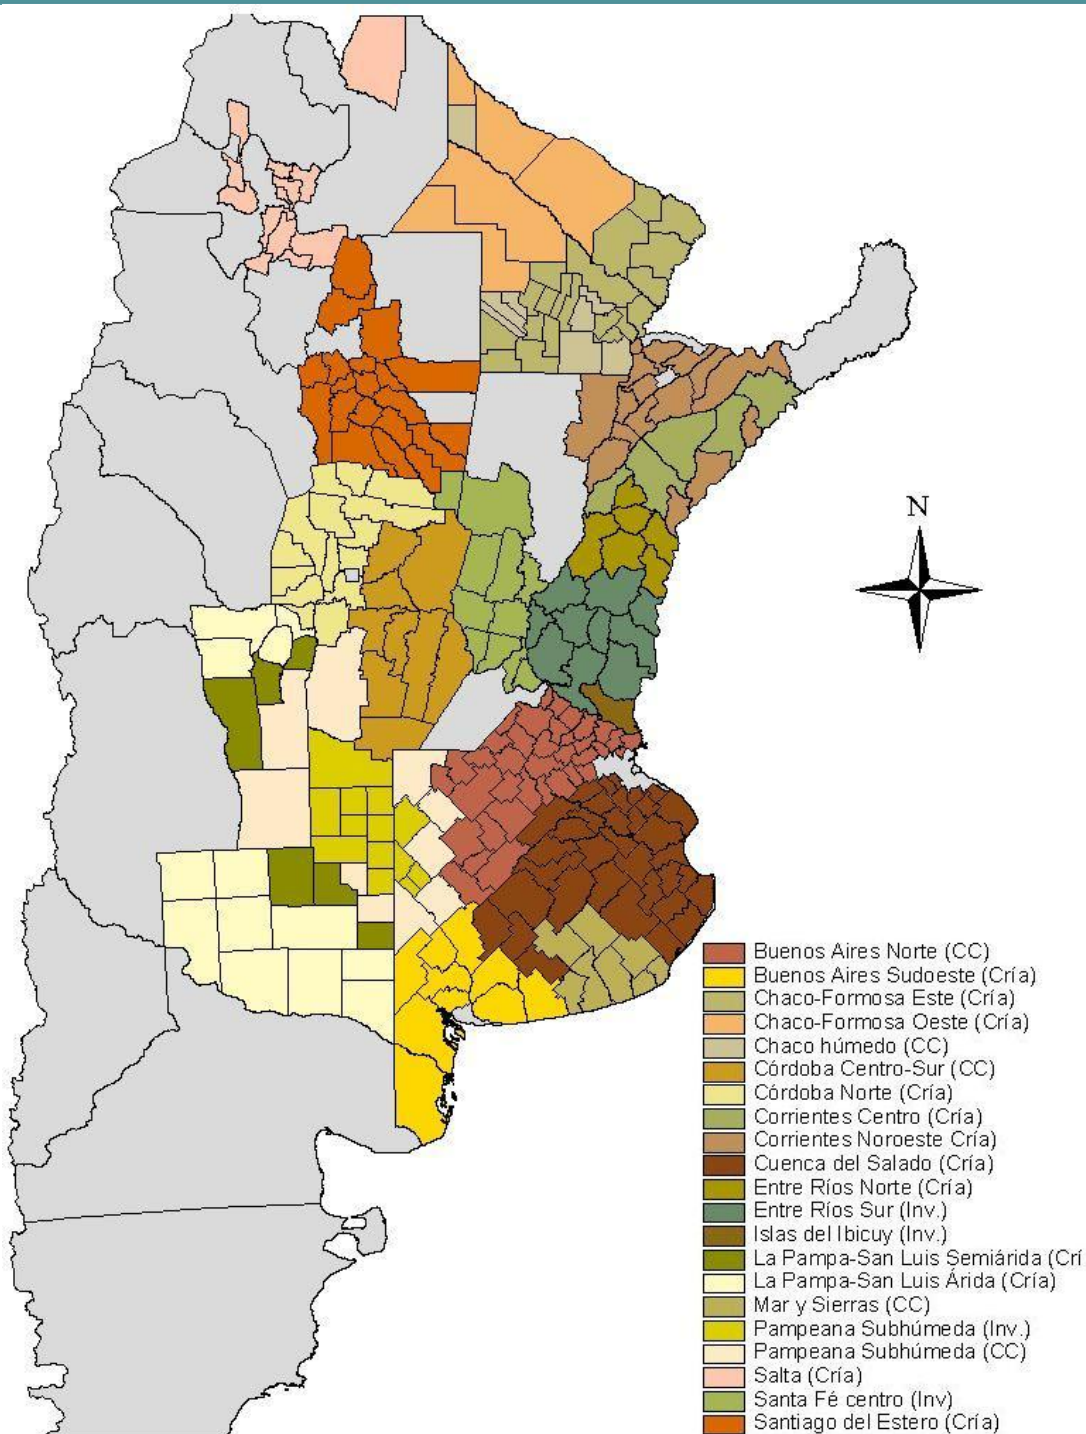 N
Buenos Aires Norte (CC)
Buenos Aires Sudoeste (Cría)
Chaco-Formosa Este (Cría)
Chaco-Formosa Oeste (Cría)
Chaco húmedo (CC)
Córdoba Centro-Sur (CC)
Córdoba Norte (Cría)
Corrientes Centro (Cría)
Corrientes Noroeste Cría)
Cuenca del Salado (Cría)
Entre Ríos Norte (Cría)
Entre Ríos Sur (Inv.)
Islas del Ibicuy (Inv.)
La Pampa-San Luis Semiárida (Crí
La Pampa-San Luis Árida (Cría)
Mar y Sierras (CC)
Pampeana Subhúmeda (Inv.)
Pampeana Subhúmeda (CC)
Salta (Cría)
Santa Fé centro (Inv)
Santiago del Estero (Cría)